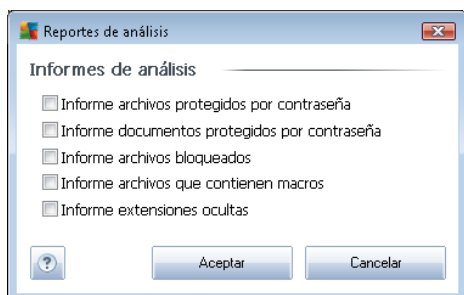 Reportes de análisis
Informes de análisis
Informe archivos protegidos por contraseña
Informe documentos protegidos por contraseña
Informe archivos bloqueados
Informe archivos que contienen macros
Informe extensiones ocultas
?
Aceptar
Cancelar